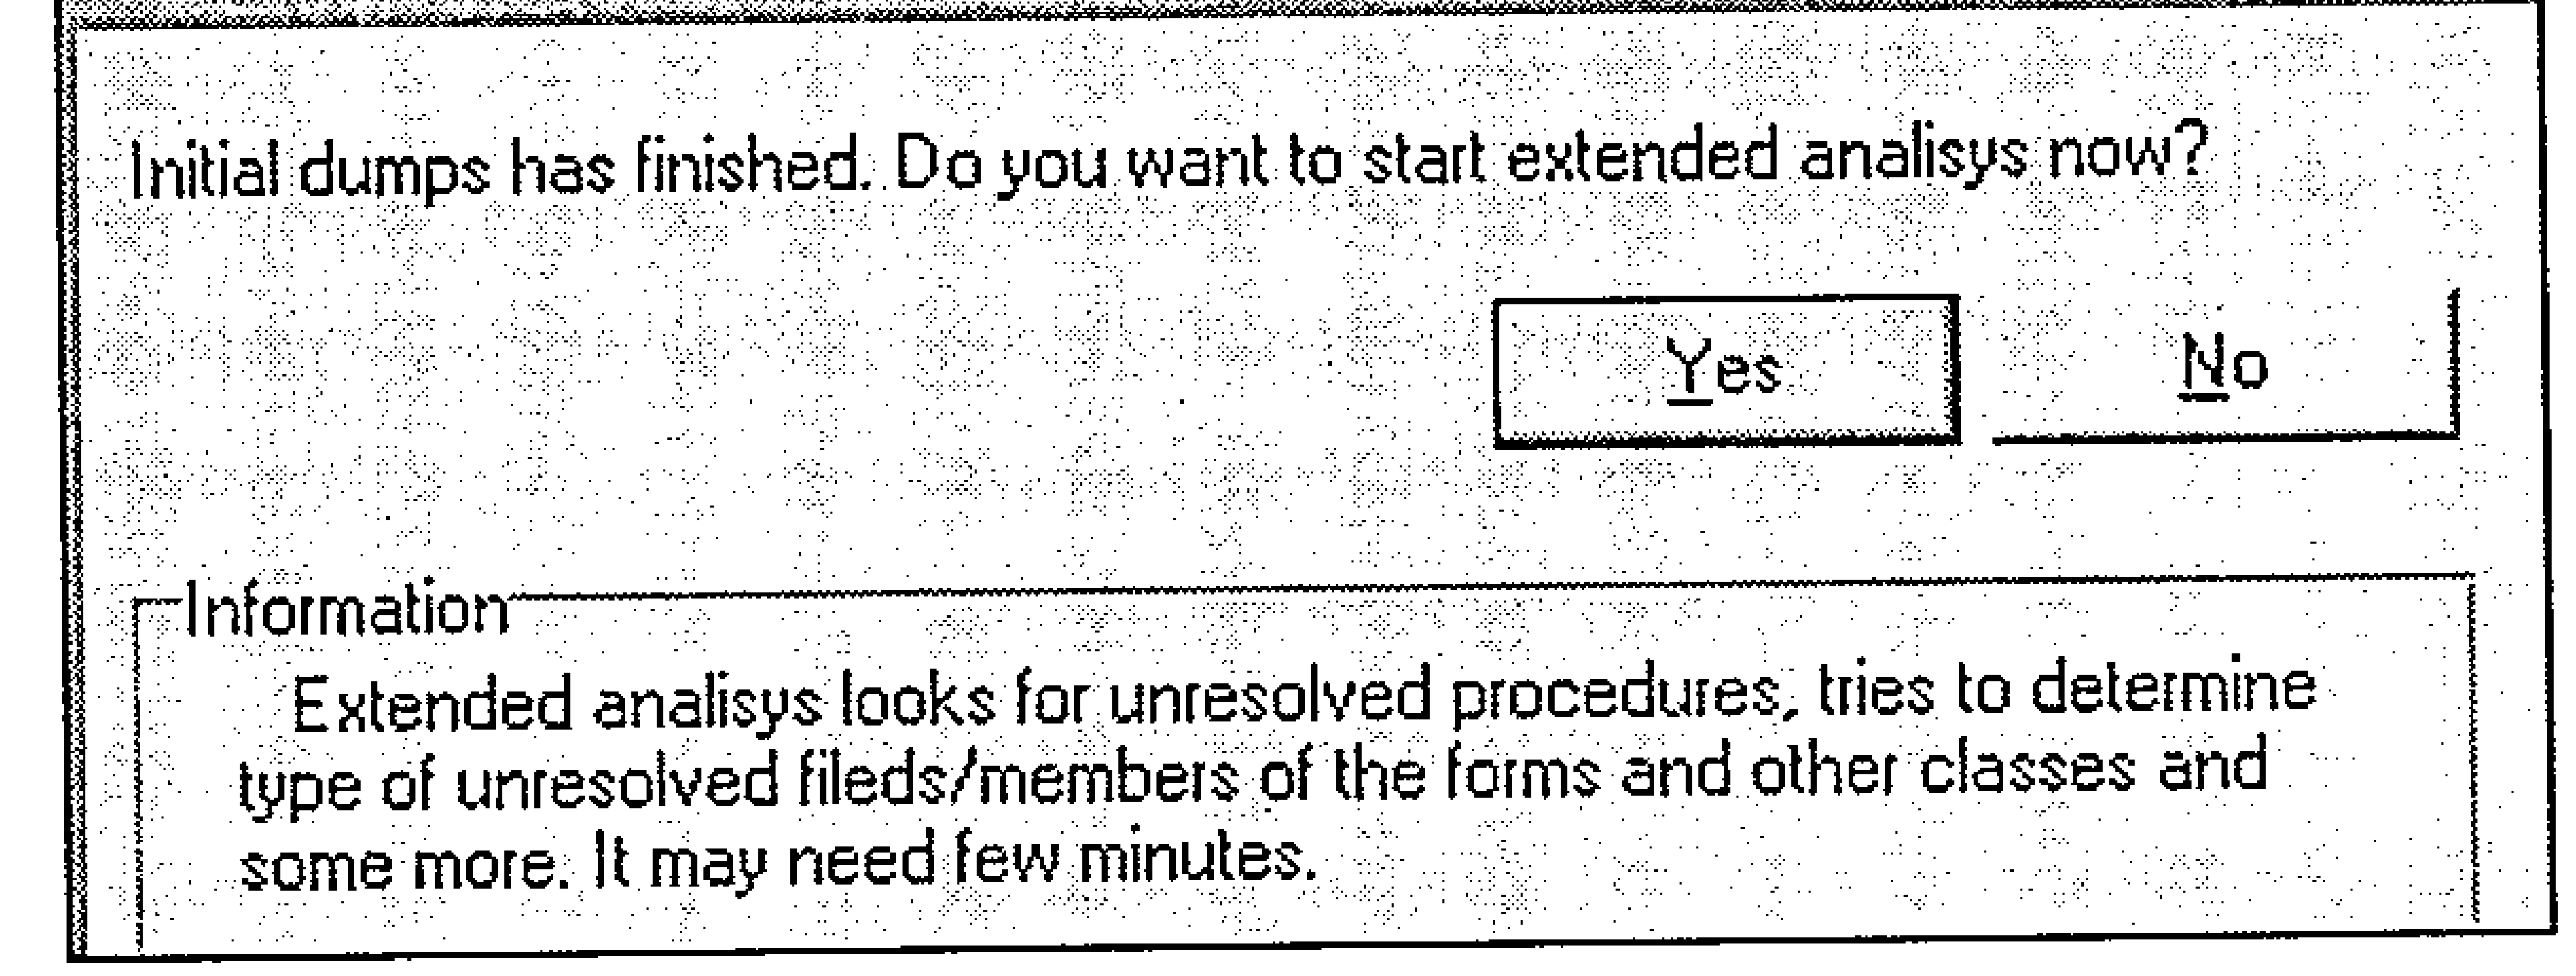 Initial dumps has finished. Do you want to start extended analisys now?
Yes
No
Information
Extended analisys looks for unresolved procedures, tries to determine
type of unresolved fileds/members of the forms and other classes and
some more. It may need few minutes.